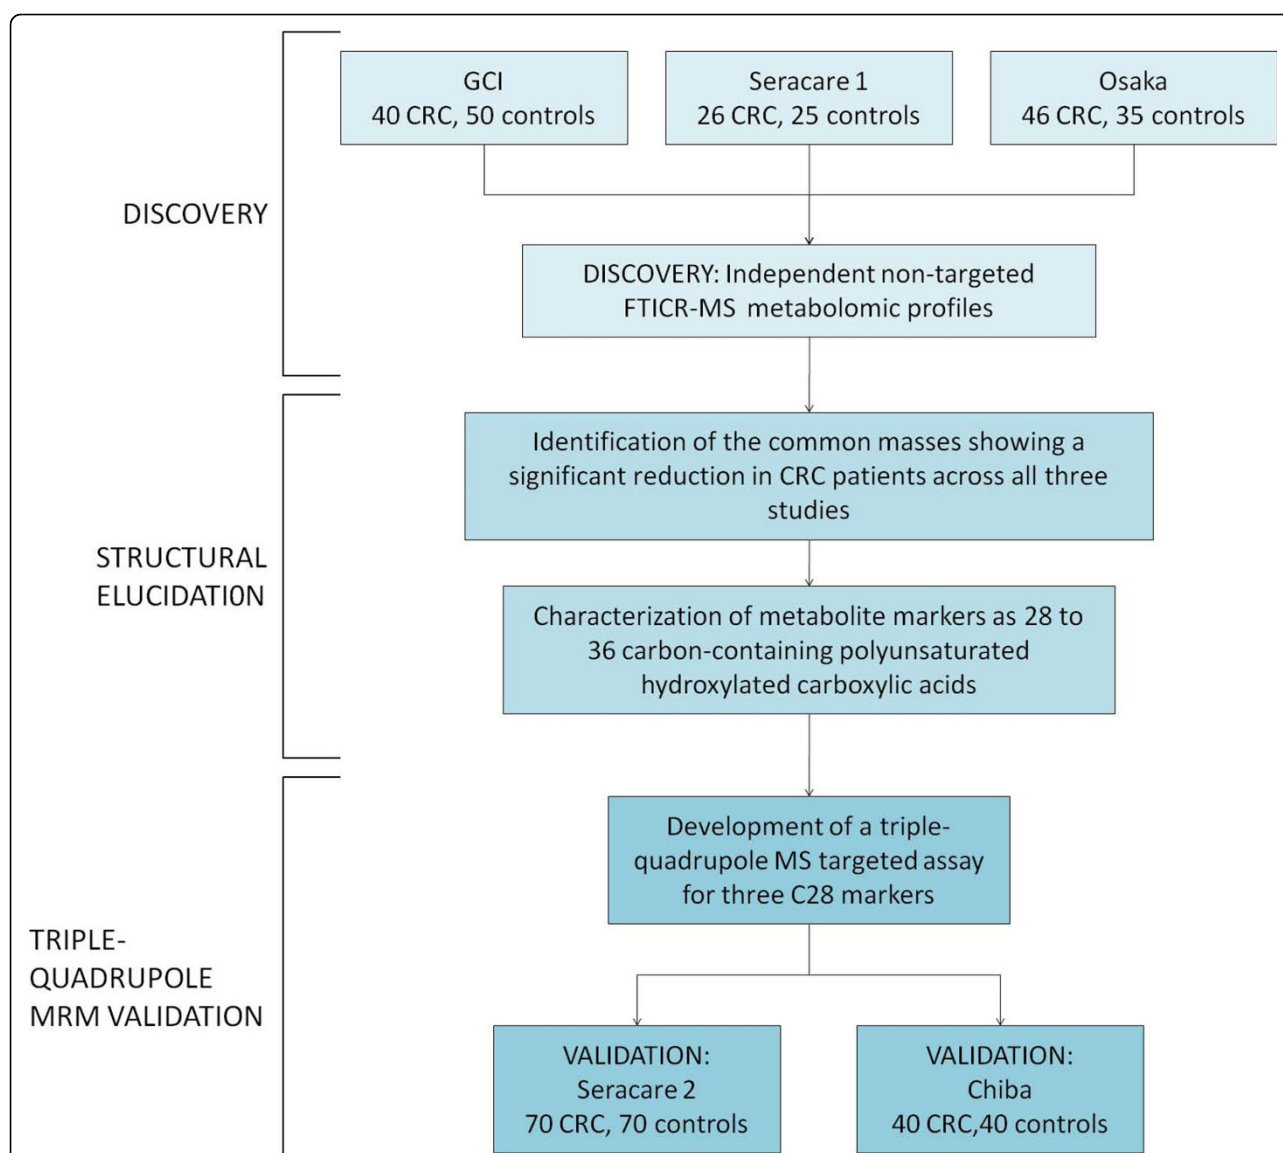 GCI
40 CRC, 50 controls
Seracare 1
26 CRC, 25 controls
Osaka
46 CRC, 35 controls
DISCOVERY
DISCOVERY: Independent non-targeted
FTICR-MS metabolomic profiles
Identification of the common masses showing a
significant reduction in CRC patients across all three
studies
STRUCTURAL
ELUCIDATI0N
Characterization of metabolite markers as 28 to
36 carbon-containing polyunsaturated
hydroxylated carboxylic acids
Development of a triple-
quadrupole MS targeted assay
for three C28 markers
TRIPLE-
QUADRUPOLE
MRM VALIDATION
VALIDATION:
Seracare 2
70 CRC, 70 controls
VALIDATION:
Chiba
40 CRC,40 controls